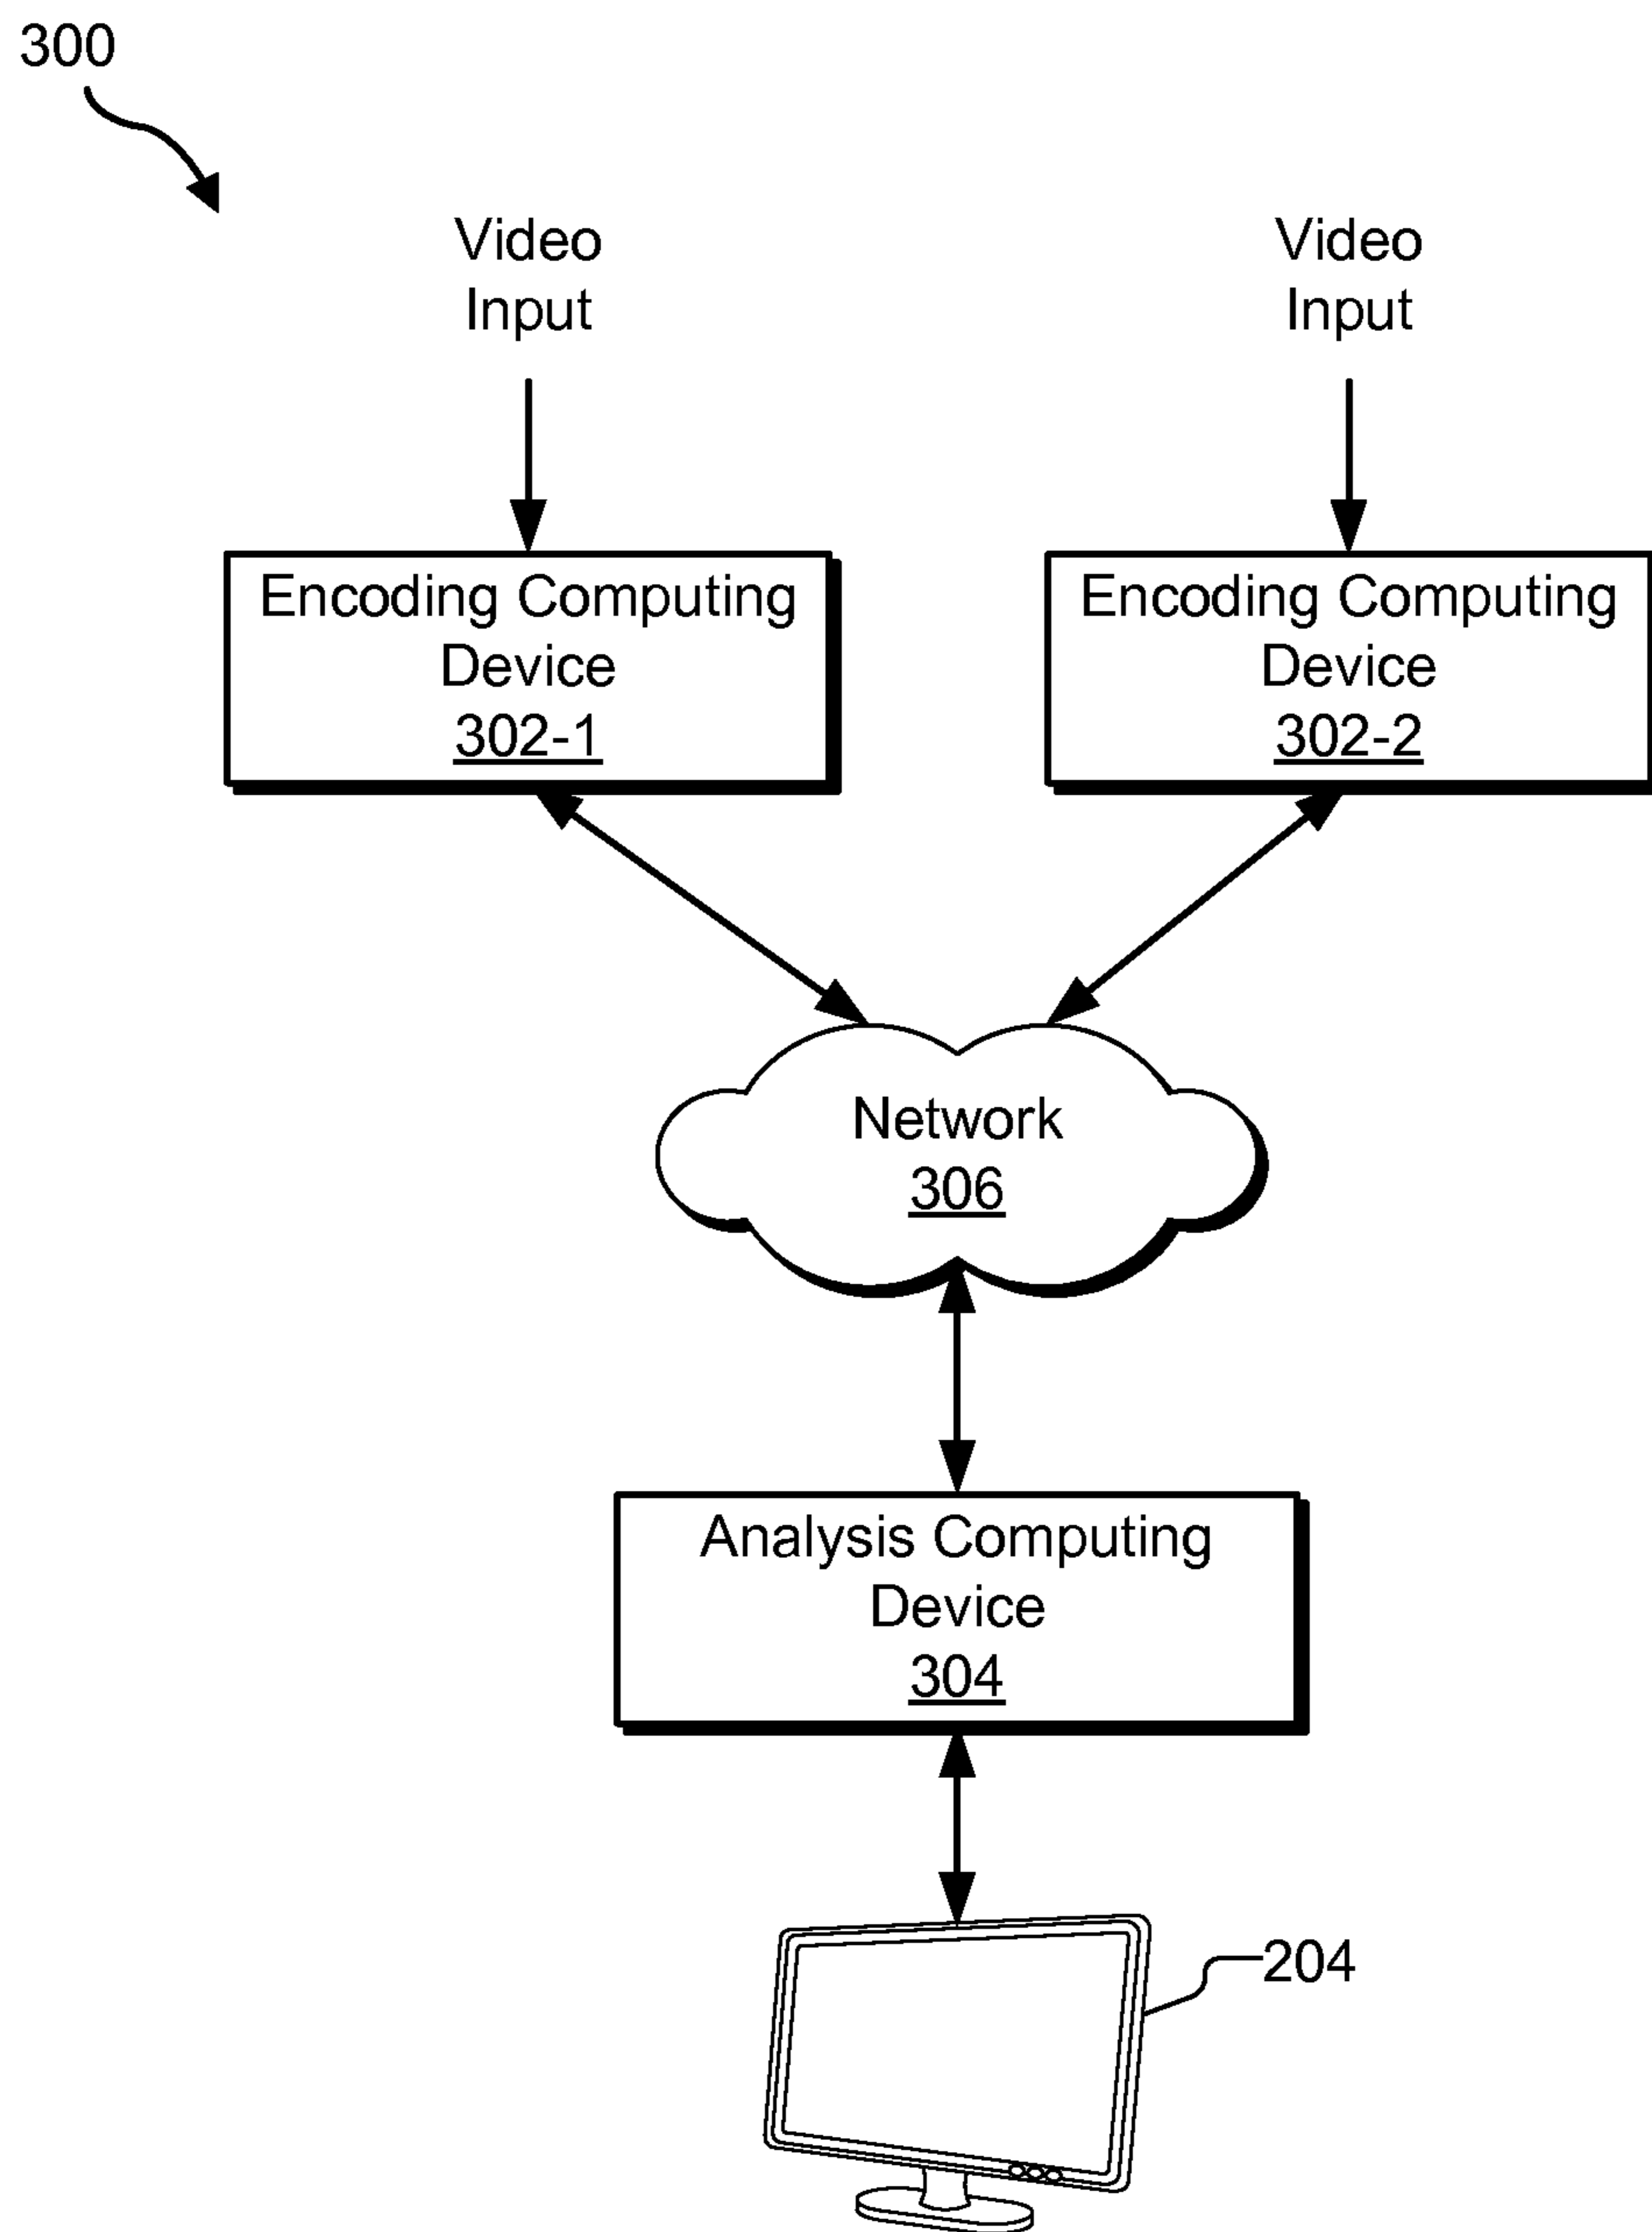 300
Video
Input
Video
Input
Encoding Computing
Device
302-1
Encoding Computing
Device
302-2
Network
306
Analysis Computing
Device
304
204